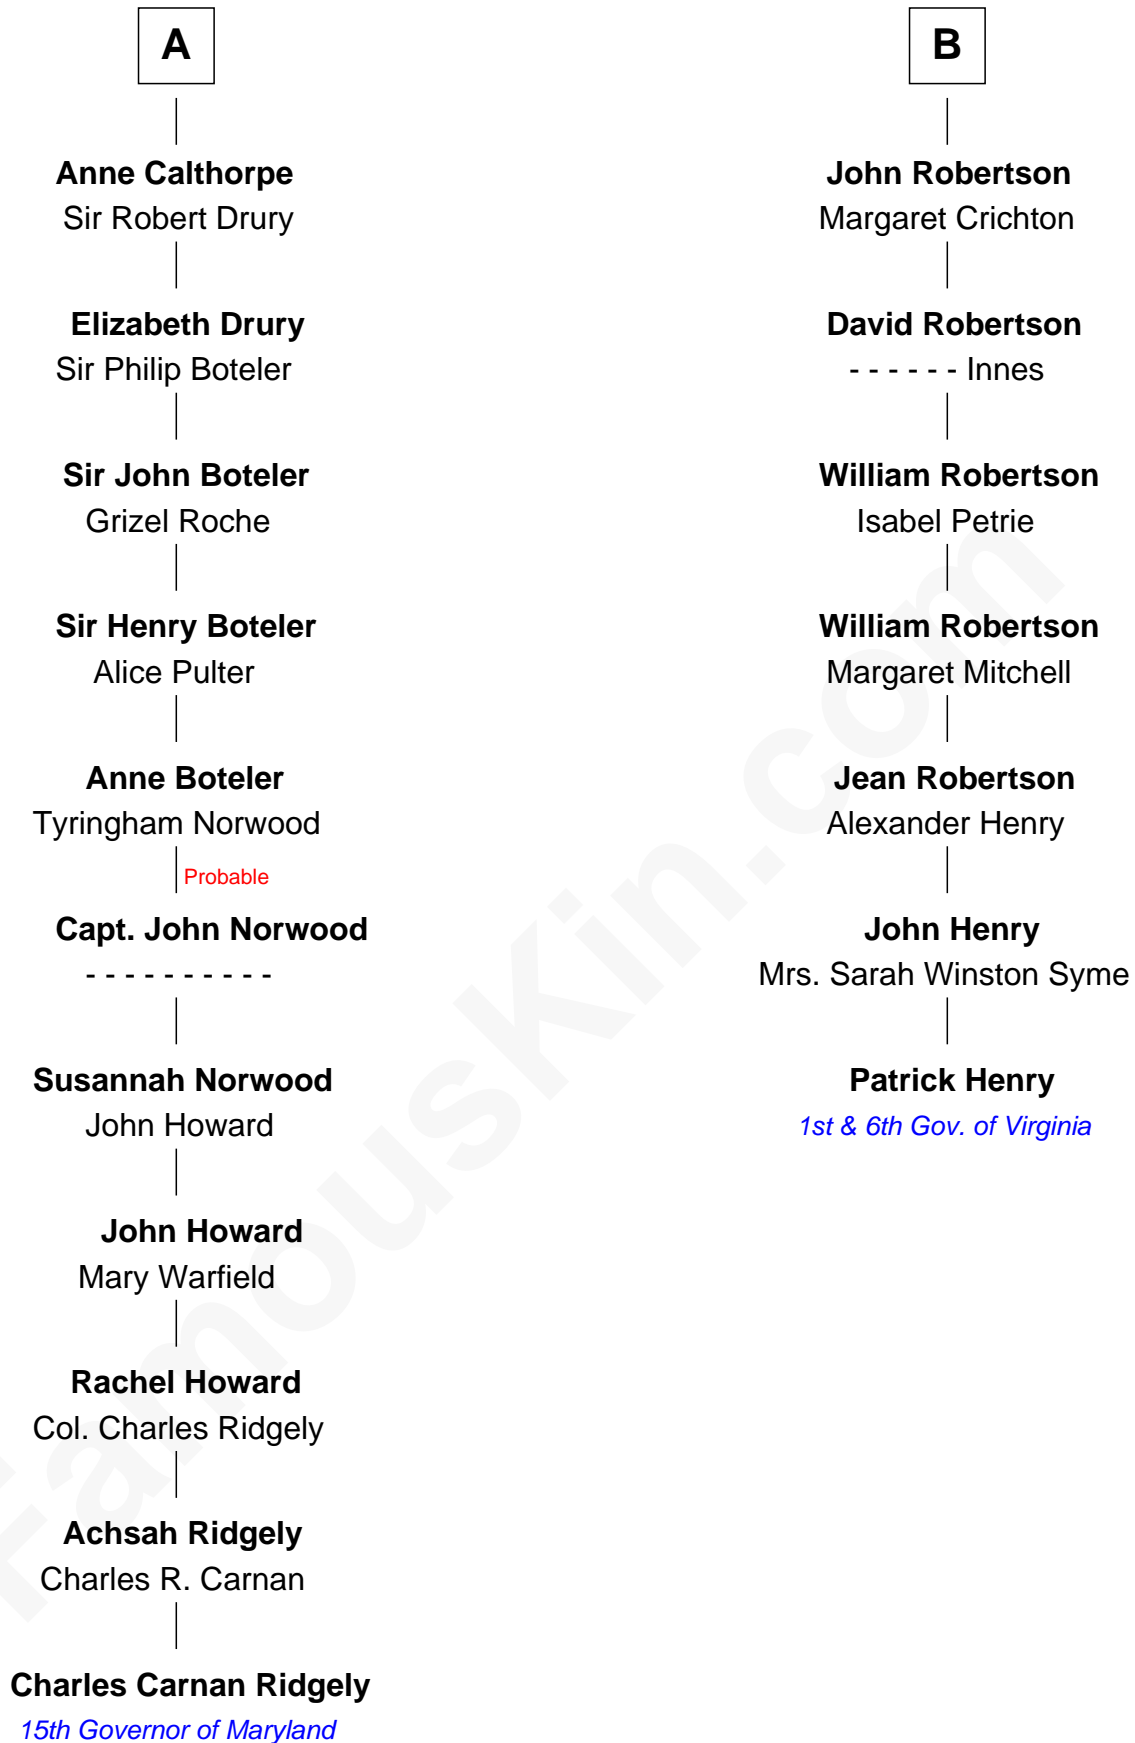 A
Anne Calthorpe
Sir Robert Drury
Elizabeth Drury
Sir Philip Boteler
Sir John Boteler
Grizel Roche
Sir Henry Boteler
Alice Pulter
Anne Boteler
Tyringham Norwood
Probable
Capt. John Norwood
- - - - - - - - - -
Susannah Norwood
John Howard
John Howard
Mary Warfield
Rachel Howard
Col. Charles Ridgely
Achsah Ridgely
Charles R. Carnan
Charles Carnan Ridgely
15th Governor of Maryland
B
John Robertson
Margaret Crichton
David Robertson
- - - - - - Innes
William Robertson
Isabel Petrie
William Robertson
Margaret Mitchell
Jean Robertson
Alexander Henry
John Henry
Mrs. Sarah Winston Syme
Patrick Henry
1st & 6th Gov. of Virginia
FamousKin.com